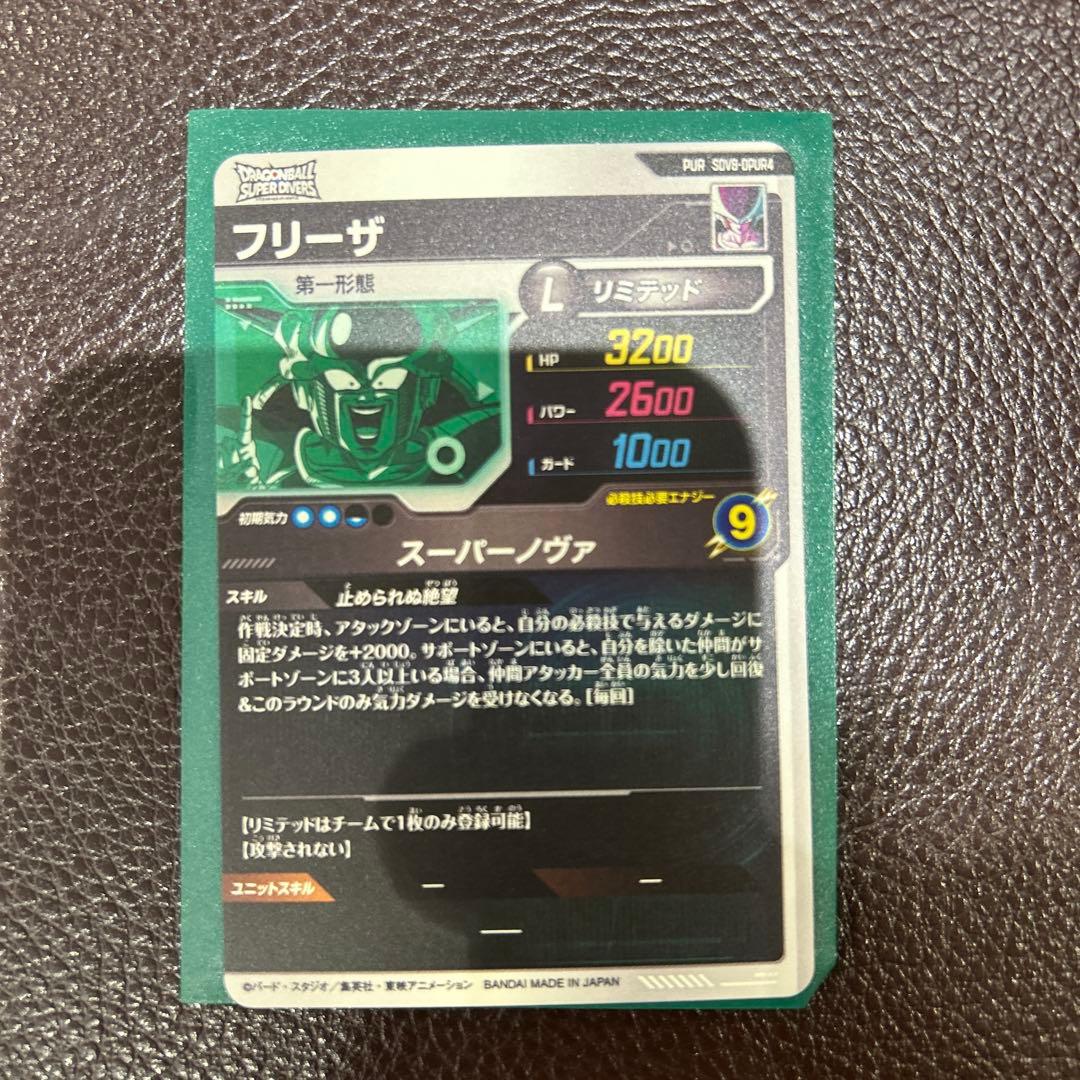 DRAGONBALL
SUPER DIVERS
PUR SDV8-DPUR4
フリーザ
第一形態
L リミテッド
HP 3200
パワー 2600
ガード 1000
初期気力
必殺技必要エナジー
9
スーパーノヴァ
スキル 止められぬ絶望
作戦決定時、アタックゾーンにいると、自分の必殺技で与えるダメージに
固定ダメージを+2000。サポートゾーンにいると、自分を除いた仲間がサ
ポートゾーンに3人以上いる場合、仲間アタッカー全員の気力を少し回復
&このラウンドのみ気力ダメージを受けなくなる。[毎回]
[リミテッドはチームで1枚のみ登録可能]
[攻撃されない]
ユニットスキル ー ー
ー
©バード・スタジオ/集英社・東映アニメーション BANDAI MADE IN JAPAN